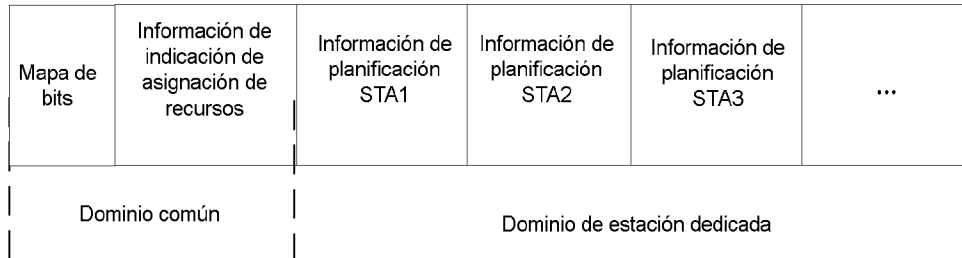 Mapa de
bits
Información de
indicación de
asignación de
recursos
Información de
planificación
STA1
Información de
planificación
STA2
Información de
planificación
STA3
...
Dominio común
Dominio de estación dedicada